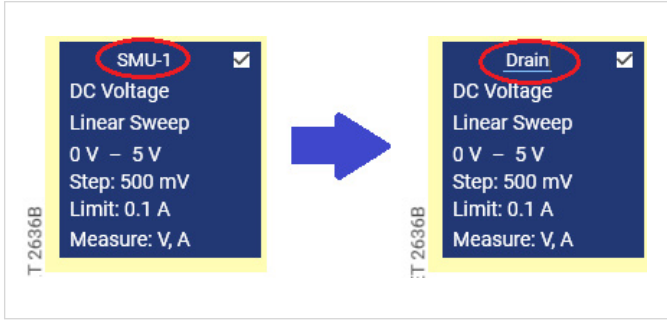 SMU-1
DC Voltage
Linear Sweep
0 V – 5 V
Step: 500 mV
Limit: 0.1 A
Measure: V, A
2636B
Drain
DC Voltage
Linear Sweep
0 V – 5 V
Step: 500 mV
Limit: 0.1 A
Measure: V, A
2636B